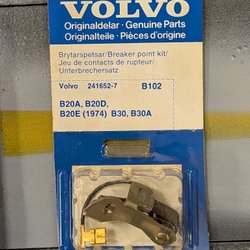 VOLVO
Originaldelar · Genuine Parts
Originalteile · Pièces d'origine
Brytarspetsar/Breaker point kit/
Jeu de contacts de rupteur/
Unterbrechersatz
Volvo 241652-7 B102
B20A, B20D,
B20E (1974) B30, B30A